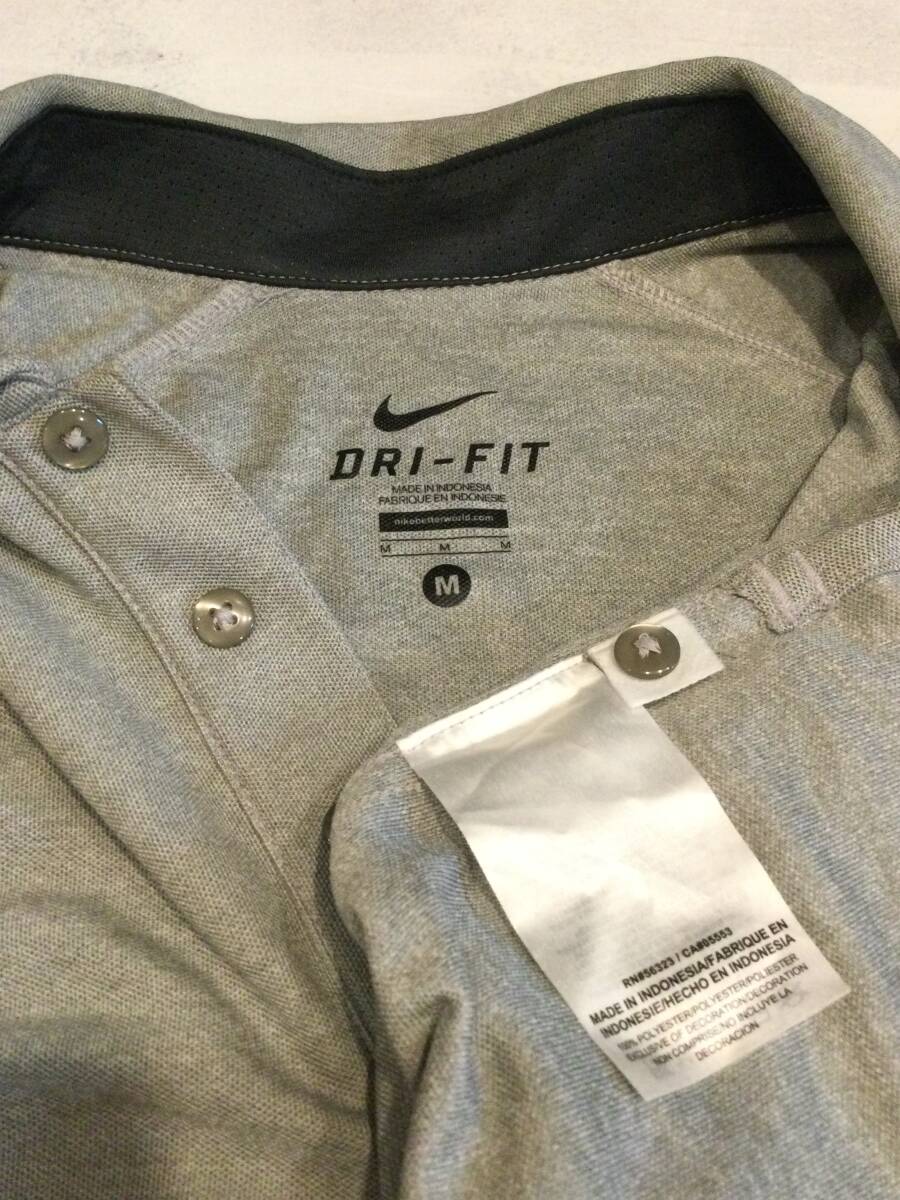 DRI-FIT
MADE IN INDONESIA
FABRIQUE EN INDONESIE
nikebetterworld.com
M M M
M
RN#56323 / CA#05553
MADE IN INDONESIA/FABRIQUE EN
INDONESIE/HECHO EN INDONESIA
100% POLYESTER/POLYESTER/POLIESTER
EXCLUSIVE OF DECORATION/DECORATION
NON COMPRISE/NO INCLUYE LA
DECORACION